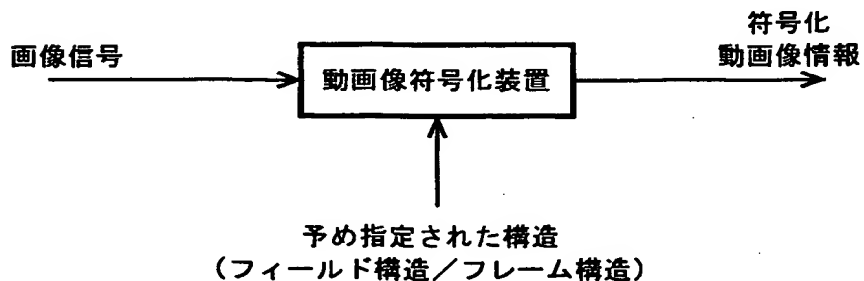 符号化
動画像情報
画像信号
動画像符号化装置
予め指定された構造
(フィールド構造/フレーム構造)